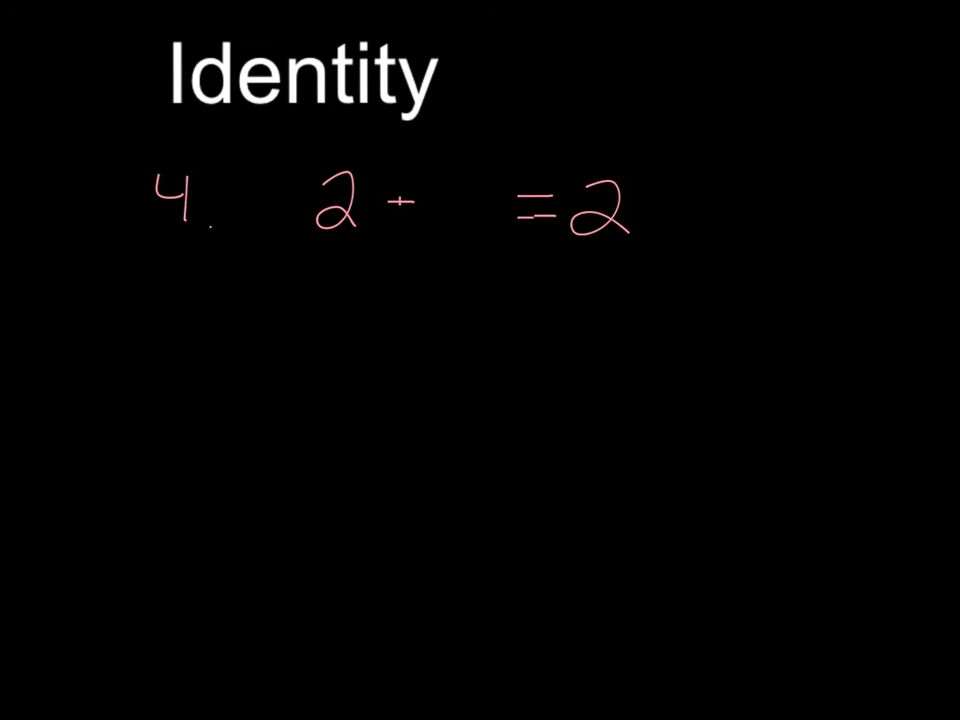 Identity
4. 2 + = 2